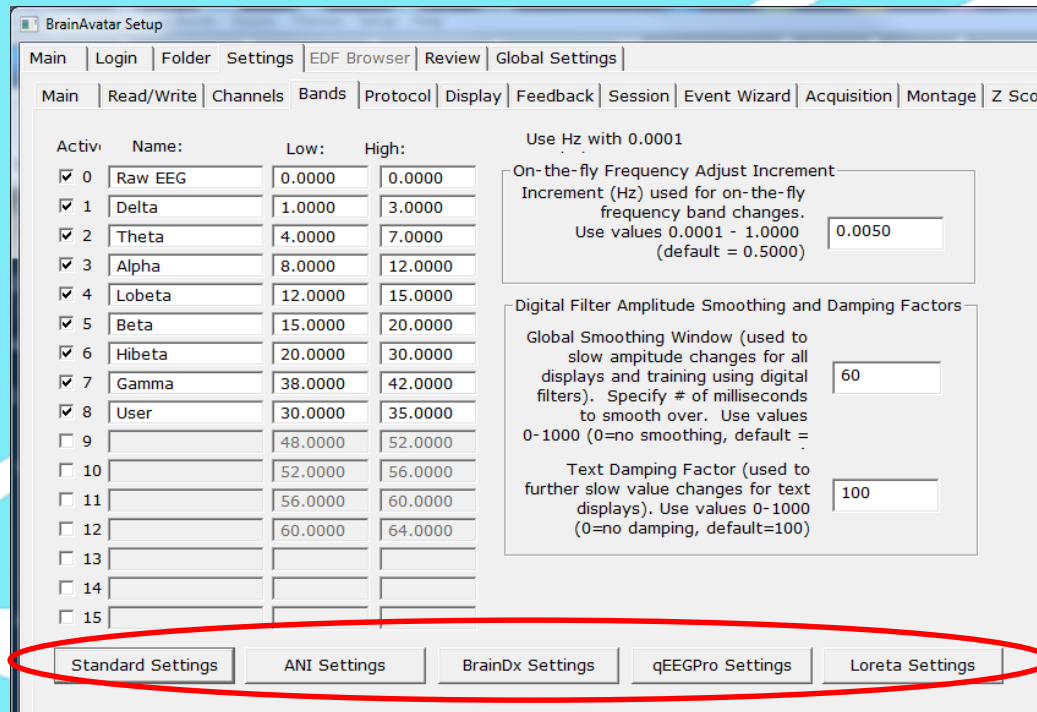 BrainAvatar Setup
Main Login Folder Settings EDF Browser Review Global Settings
Main Read/Write Channels Bands Protocol Display Feedback Session Event Wizard Acquisition Montage Z Sco
Activ Name: Low: High:
0 Raw EEG 0.0000 0.0000
1 Delta 1.0000 3.0000
2 Theta 4.0000 7.0000
3 Alpha 8.0000 12.0000
4 Lobeta 12.0000 15.0000
5 Beta 15.0000 20.0000
6 Hibeta 20.0000 30.0000
7 Gamma 38.0000 42.0000
8 User 30.0000 35.0000
9 48.0000 52.0000
10 52.0000 56.0000
11 56.0000 60.0000
12 60.0000 64.0000
13
14
15
Use Hz with 0.0001
On-the-fly Frequency Adjust Increment
Increment (Hz) used for on-the-fly
frequency band changes.
Use values 0.0001 - 1.0000
(default = 0.5000)
0.0050
Digital Filter Amplitude Smoothing and Damping Factors
Global Smoothing Window (used to
slow ampitude changes for all
displays and training using digital
filters). Specify # of milliseconds
to smooth over. Use values
0-1000 (0=no smoothing, default =
60
Text Damping Factor (used to
further slow value changes for text
displays). Use values 0-1000
(0=no damping, default=100)
100
Standard Settings ANI Settings BrainDx Settings qEEGPro Settings Loreta Settings